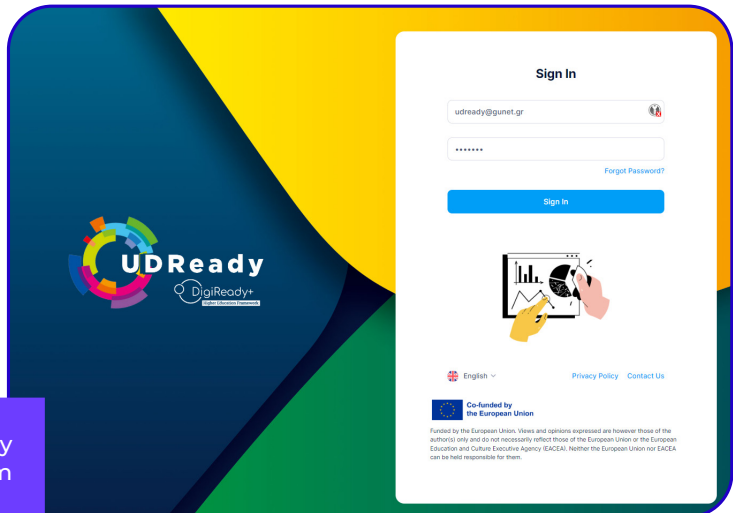 Sign In
udready@gunet.gr
•••••••
Forgot Password?
Sign In
UDReady
DigiReady+
Higher Education Framework
English
Privacy Policy Contact Us
Co-funded by
the European Union
Funded by the European Union. Views and opinions expressed are however those of the
author(s) only and do not necessarily reflect those of the European Union or the European
Education and Culture Executive Agency (EACEA). Neither the European Union nor EACEA
can be held responsible for them.